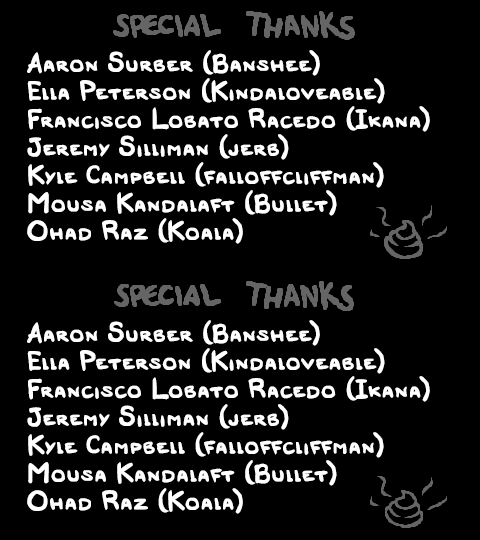 SPECIAL THANKS
Aaron Surber (Banshee)
Ella Peterson (Kindaloveable)
Francisco Lobato Racedo (Ikana)
Jeremy Silliman (jerb)
Kyle Campbell (falloffcliffman)
Mousa Kandalaft (Bullet)
Ohad Raz (Koala)
SPECIAL THANKS
Aaron Surber (Banshee)
Ella Peterson (Kindaloveable)
Francisco Lobato Racedo (Ikana)
Jeremy Silliman (jerb)
Kyle Campbell (falloffcliffman)
Mousa Kandalaft (Bullet)
Ohad Raz (Koala)